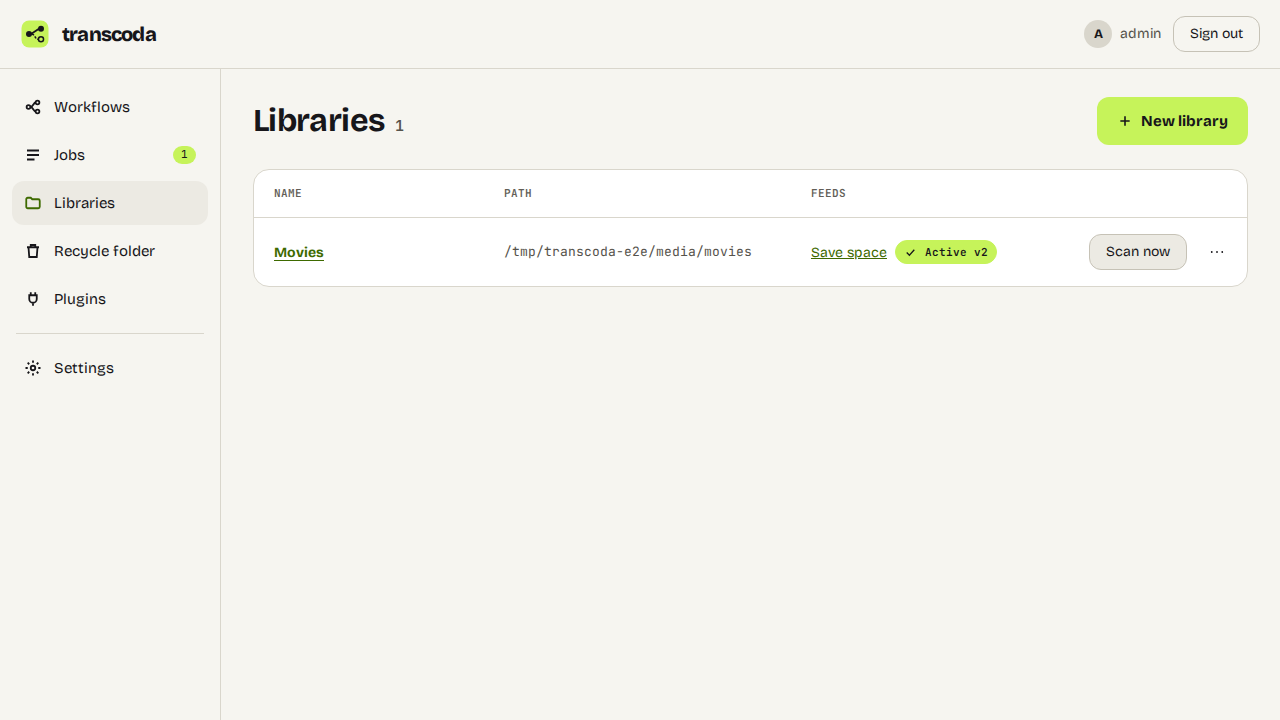 transcoda
A admin Sign out
Workflows
Jobs 1
Libraries
Recycle folder
Plugins
Settings
Libraries 1
+ New library
NAME PATH FEEDS
Movies /tmp/transcoda-e2e/media/movies Save space ✓ Active v2 Scan now ...